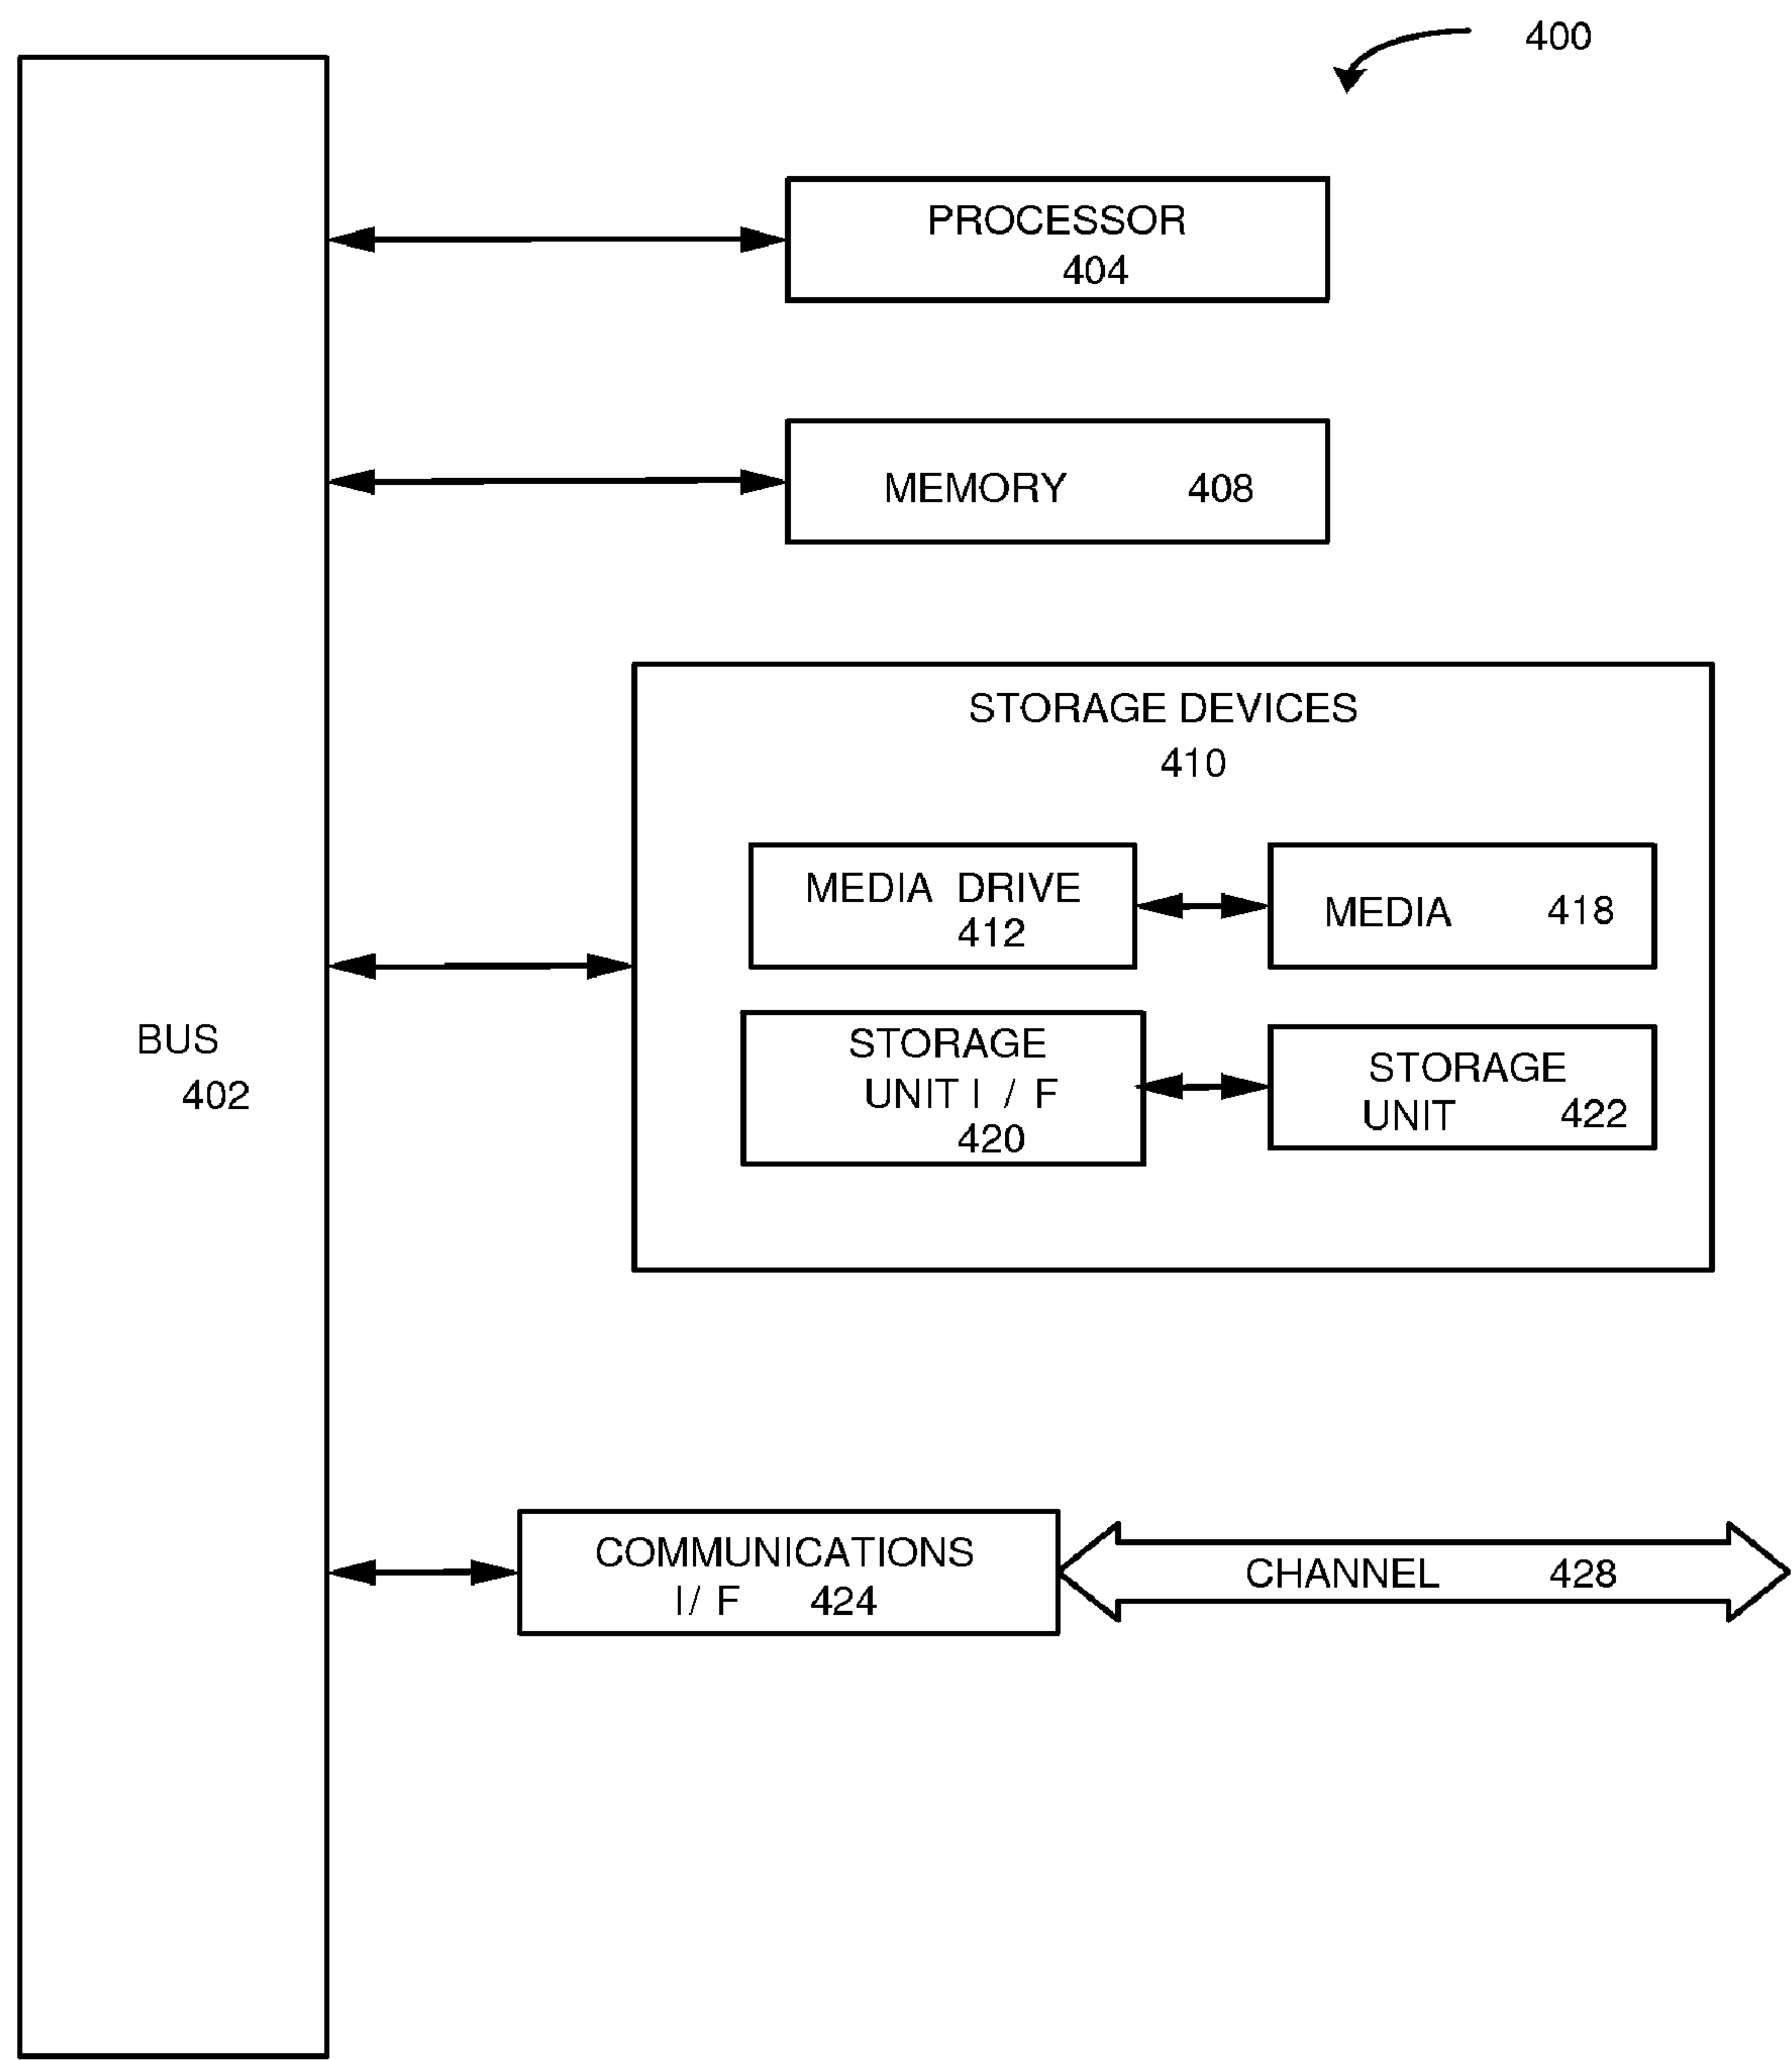 400
PROCESSOR
404
MEMORY 408
STORAGE DEVICES
410
MEDIA DRIVE
412
MEDIA 418
BUS
402
STORAGE
UNIT I / F
420
STORAGE
UNIT 422
COMMUNICATIONS
I/ F 424
CHANNEL 428